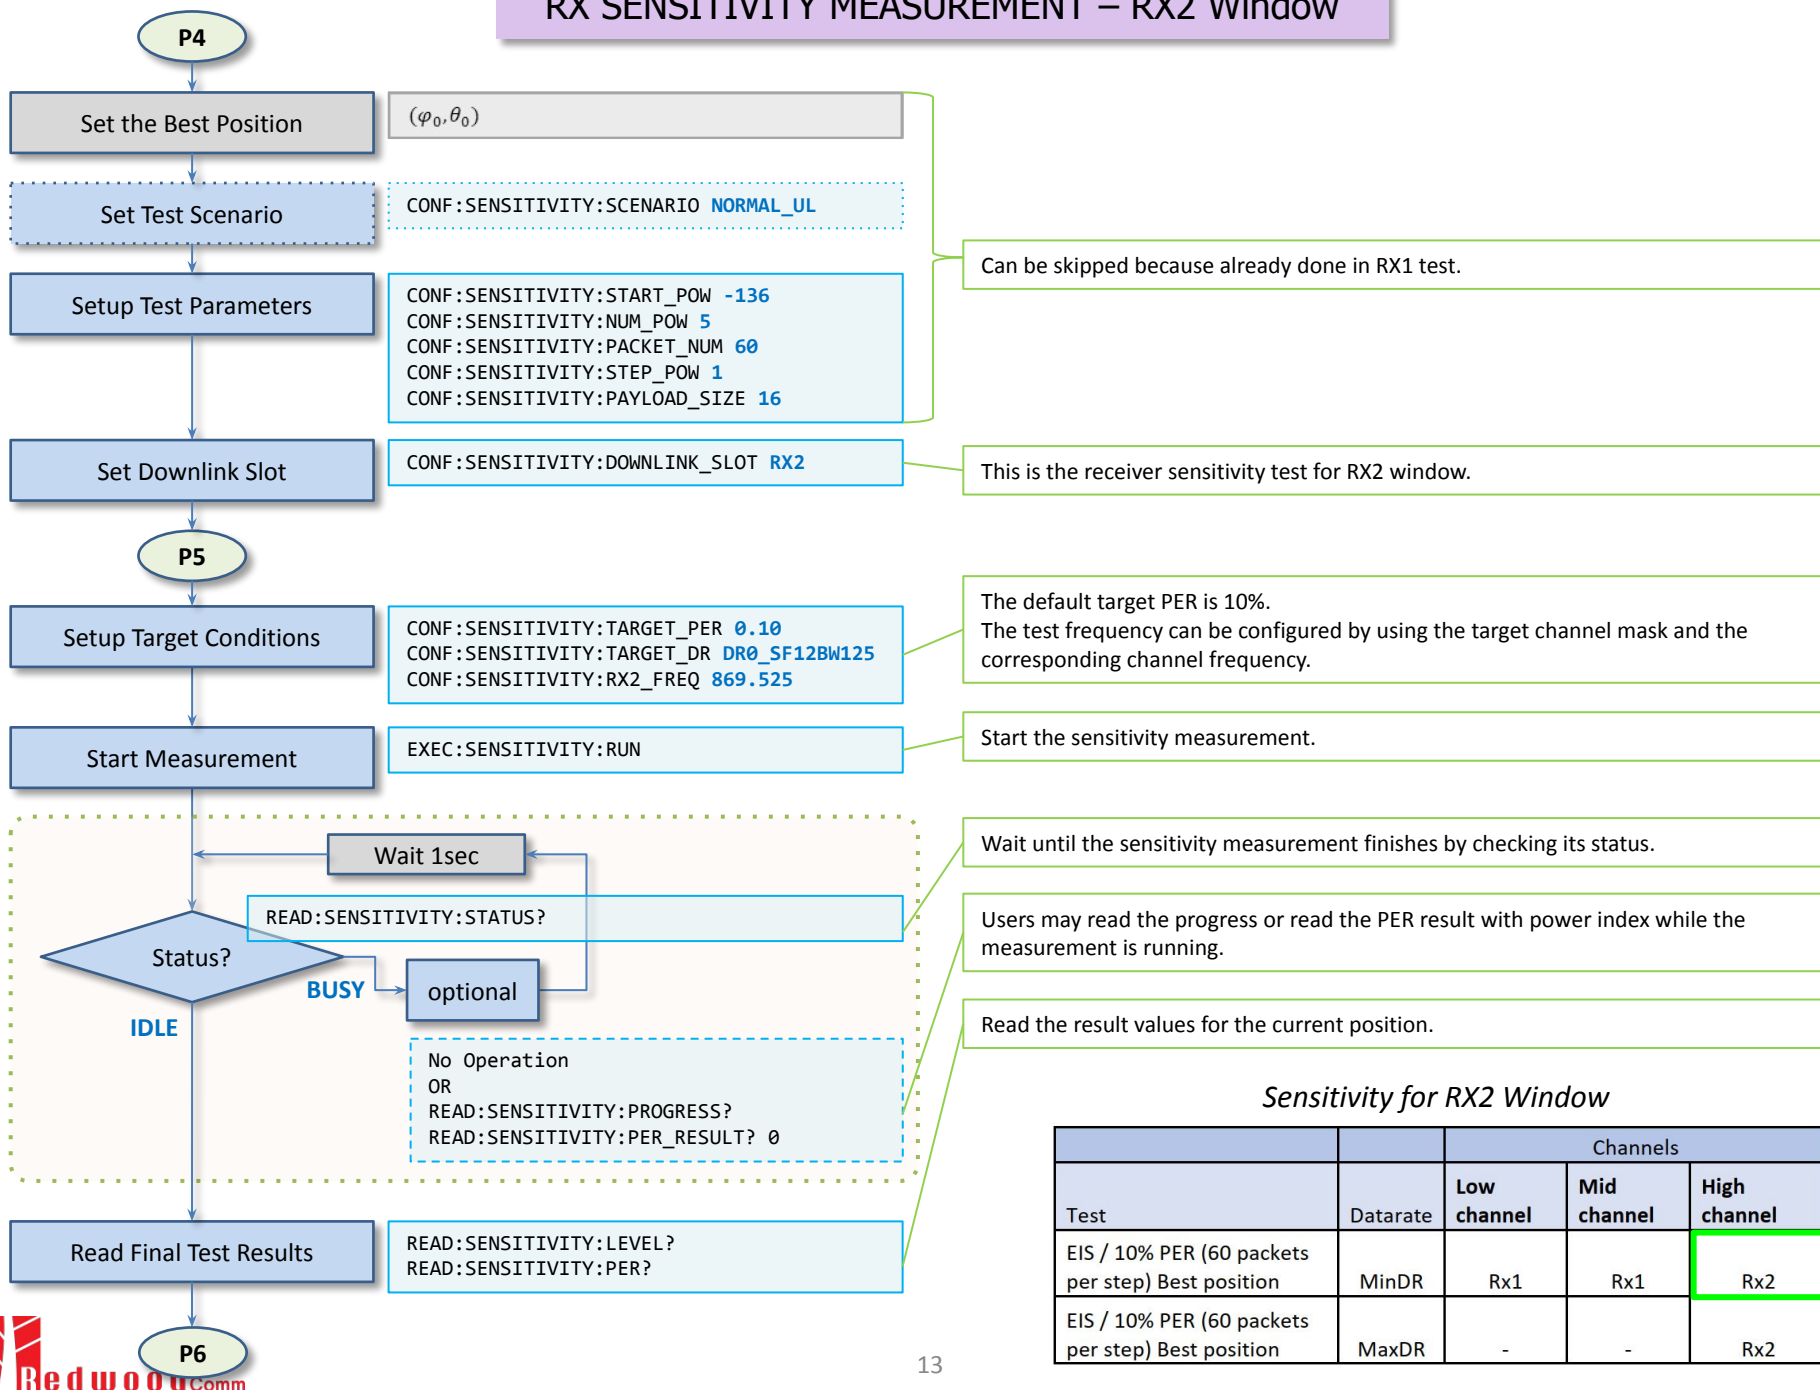 RX SENSITIVITY MEASUREMENT – RX2 Window
P4
Set the Best Position
(φ₀,θ₀)
Set Test Scenario
CONF:SENSITIVITY:SCENARIO NORMAL_UL
Can be skipped because already done in RX1 test.
Setup Test Parameters
CONF:SENSITIVITY:START_POW -136
CONF:SENSITIVITY:NUM_POW 5
CONF:SENSITIVITY:PACKET_NUM 60
CONF:SENSITIVITY:STEP_POW 1
CONF:SENSITIVITY:PAYLOAD_SIZE 16
Set Downlink Slot
CONF:SENSITIVITY:DOWNLINK_SLOT RX2
This is the receiver sensitivity test for RX2 window.
P5
Setup Target Conditions
CONF:SENSITIVITY:TARGET_PER 0.10
CONF:SENSITIVITY:TARGET_DR DR0_SF12BW125
CONF:SENSITIVITY:RX2_FREQ 869.525
The default target PER is 10%.
The test frequency can be configured by using the target channel mask and the
corresponding channel frequency.
Start Measurement
EXEC:SENSITIVITY:RUN
Start the sensitivity measurement.
Wait 1sec
Wait until the sensitivity measurement finishes by checking its status.
READ:SENSITIVITY:STATUS?
Status?
BUSY
optional
IDLE
Users may read the progress or read the PER result with power index while the
measurement is running.
No Operation
OR
READ:SENSITIVITY:PROGRESS?
READ:SENSITIVITY:PER_RESULT? 0
Read the result values for the current position.
Read Final Test Results
READ:SENSITIVITY:LEVEL?
READ:SENSITIVITY:PER?
P6
Sensitivity for RX2 Window
Channels
Test Datarate Low channel Mid channel High channel
EIS / 10% PER (60 packets
per step) Best position MinDR Rx1 Rx1 Rx2
EIS / 10% PER (60 packets
per step) Best position MaxDR - - Rx2
RedwoodComm
13